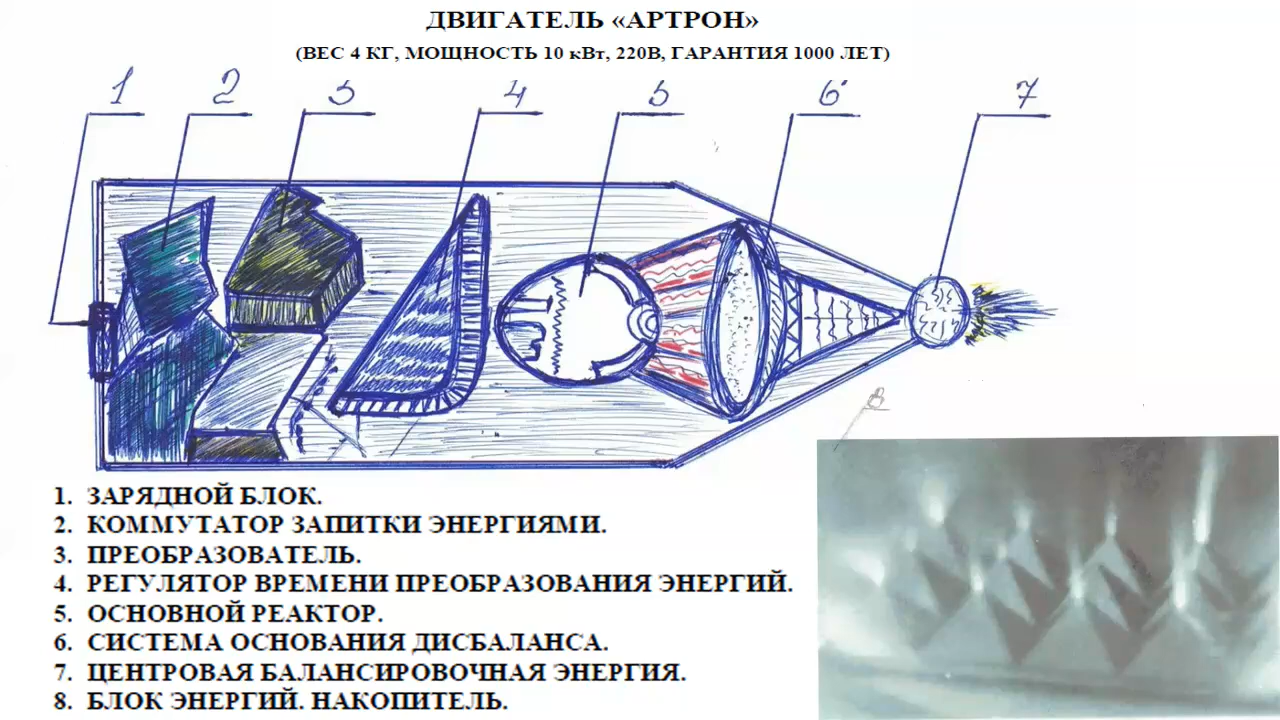 ДВИГАТЕЛЬ «АРТРОН»
(ВЕС 4 КГ, МОЩНОСТЬ 10 кВт, 220В, ГАРАНТИЯ 1000 ЛЕТ)
1 2 3 4 5 6 7
8
1. ЗАРЯДНОЙ БЛОК.
2. КОММУТАТОР ЗАПИТКИ ЭНЕРГИЯМИ.
3. ПРЕОБРАЗОВАТЕЛЬ.
4. РЕГУЛЯТОР ВРЕМЕНИ ПРЕОБРАЗОВАНИЯ ЭНЕРГИЙ.
5. ОСНОВНОЙ РЕАКТОР.
6. СИСТЕМА ОСНОВАНИЯ ДИСБАЛАНСА.
7. ЦЕНТРОВАЯ БАЛАНСИРОВОЧНАЯ ЭНЕРГИЯ.
8. БЛОК ЭНЕРГИЙ. НАКОПИТЕЛЬ.